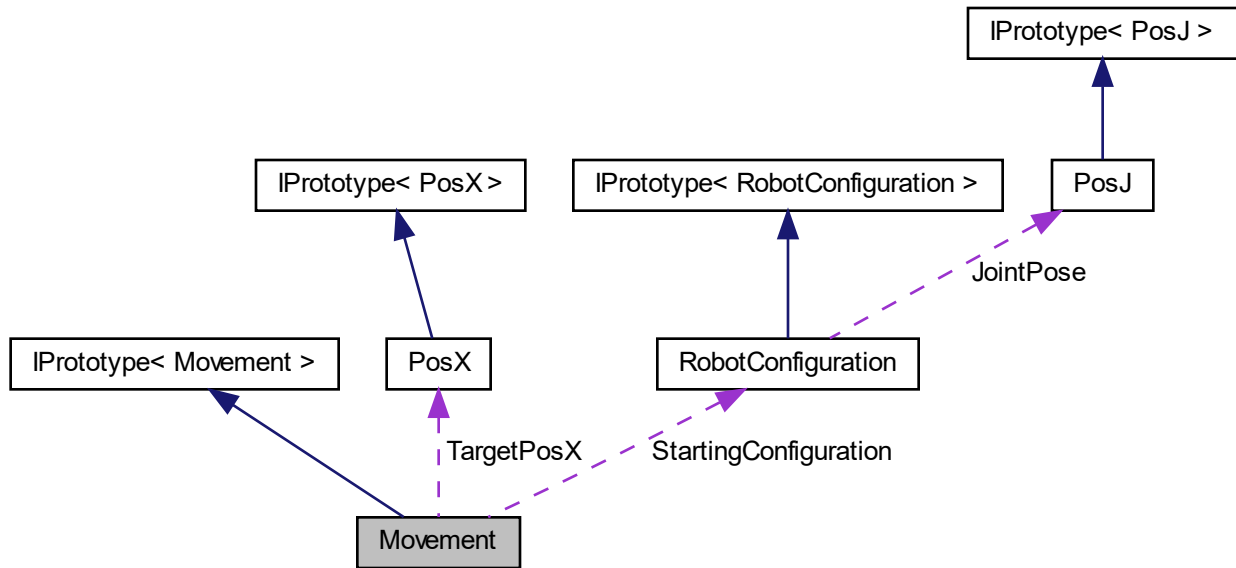 IPrototype< PosJ >
IPrototype< PosX >
IPrototype< RobotConfiguration >
PosJ
JointPose
IPrototype< Movement >
PosX
RobotConfiguration
TargetPosX
StartingConfiguration
Movement